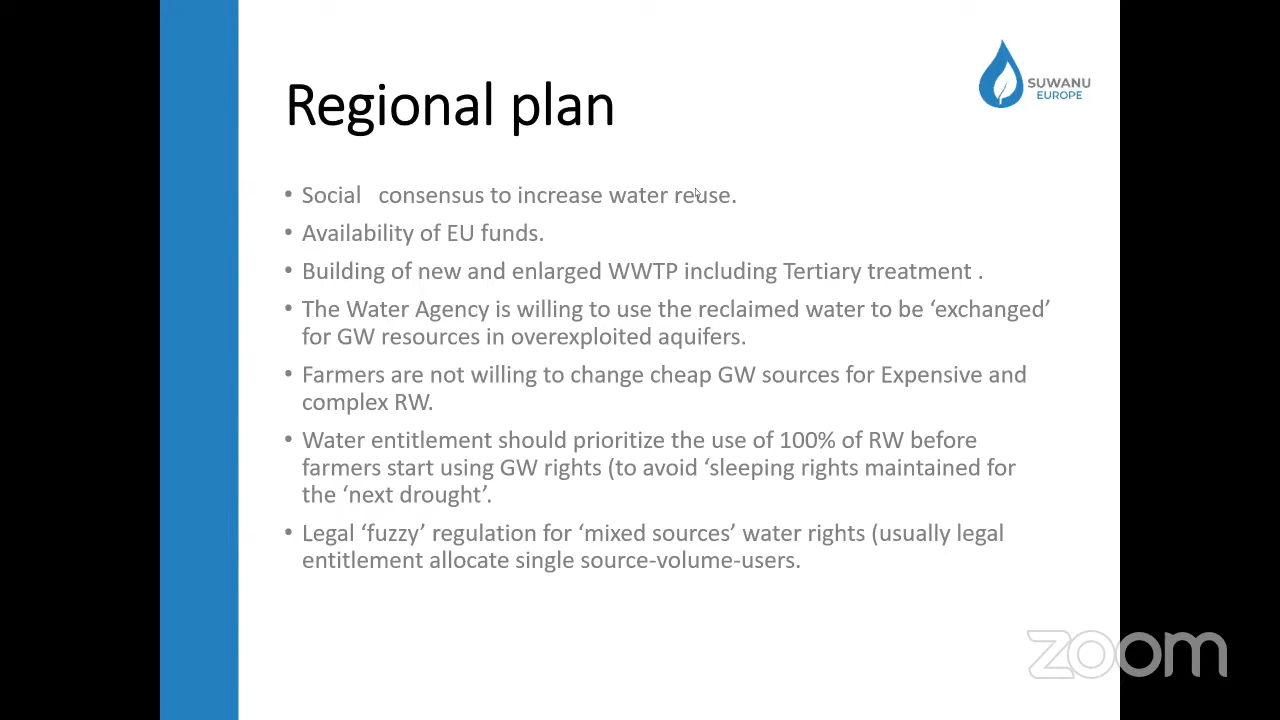 SUWANU
EUROPE
Regional plan
• Social consensus to increase water reuse.
• Availability of EU funds.
• Building of new and enlarged WWTP including Tertiary treatment .
• The Water Agency is willing to use the reclaimed water to be ‘exchanged’
for GW resources in overexploited aquifers.
• Farmers are not willing to change cheap GW sources for Expensive and
complex RW.
• Water entitlement should prioritize the use of 100% of RW before
farmers start using GW rights (to avoid ‘sleeping rights maintained for
the ‘next drought’.
• Legal ‘fuzzy’ regulation for ‘mixed sources’ water rights (usually legal
entitlement allocate single source-volume-users.
zoom